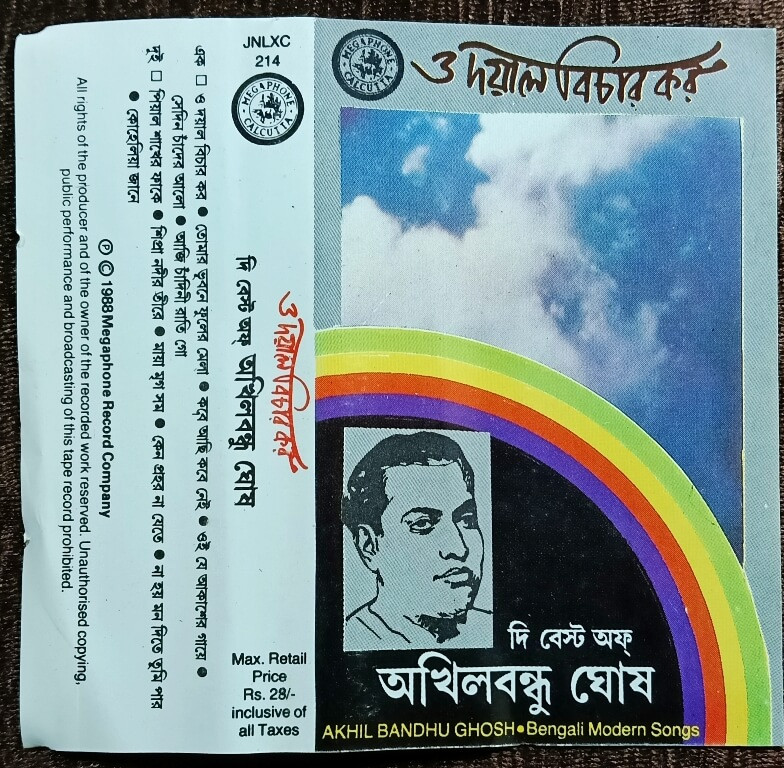 JNLXC
214
MEGAPHONE
CALCUTTA
এক □ ও দয়াল বিচার কর ● তোমার ভুবনে ফুলের মেলা ● কবে আছি কবে নেই ● ওই যে আকাশের গায়ে ●
সেদিন চাঁদের আলো ● আজি চাঁদিনী রাতি গো
দুই □ পিয়াল শাখের ফাকে ● শিপ্রা নদীর তীরে ● মায়া মৃগ সম ● কেন প্রহর না যেতে ● না হয় মন দিতে তুমি পার
● কোহেলিয়া জানে
Ⓟ © 1988 Megaphone Record Company
All rights of the producer and of the owner of the recorded work reserved. Unauthorised copying,
public performance and broadcasting of this tape record prohibited.
ও দয়াল বিচার কর
দি বেস্ট অফ্ অখিলবন্ধু ঘোষ
Max. Retail
Price
Rs. 28/-
inclusive of
all Taxes
MEGAPHONE
CALCUTTA
ও দয়াল বিচার কর
দি বেস্ট অফ্
অখিলবন্ধু ঘোষ
AKHIL BANDHU GHOSH●Bengali Modern Songs